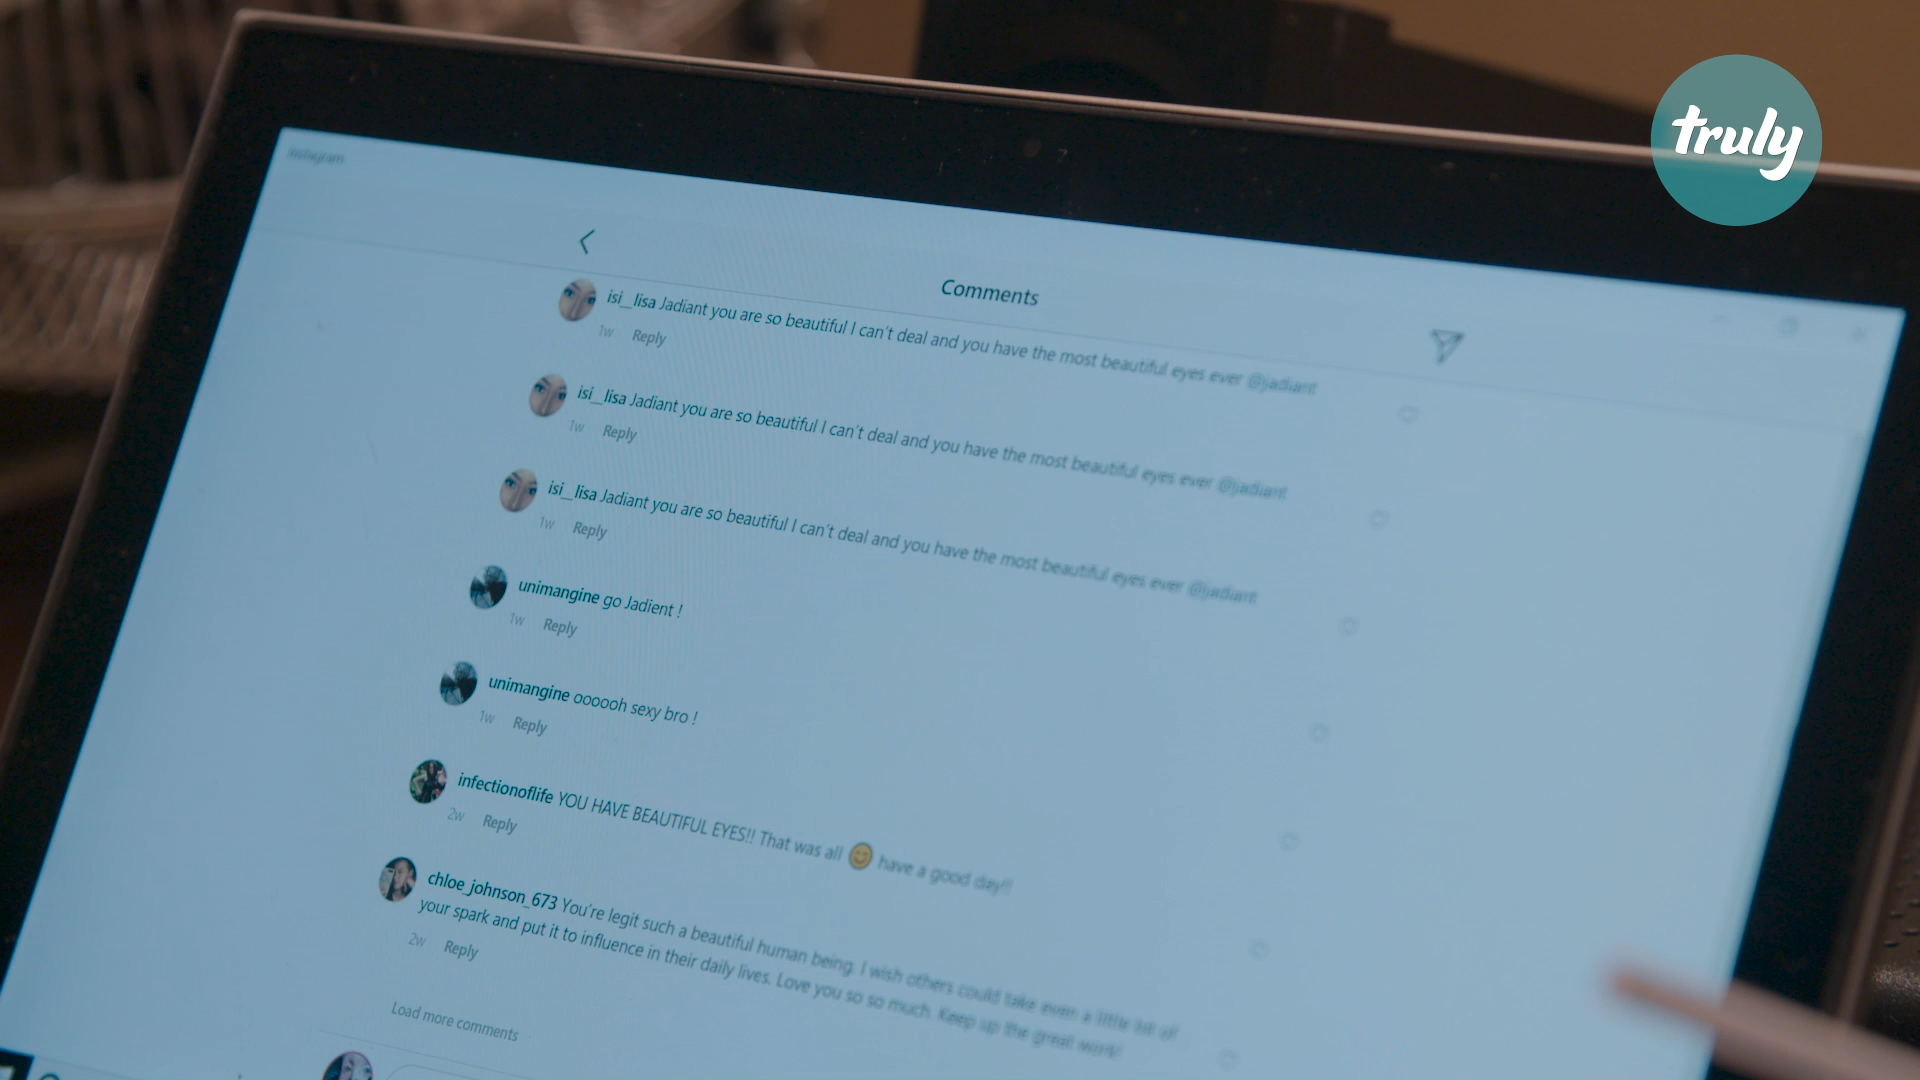 truly
Instagram
Comments
isi__lisa Jadiant you are so beautiful I can't deal and you have the most beautiful eyes ever @jadiant
1w Reply
isi__lisa Jadiant you are so beautiful I can't deal and you have the most beautiful eyes ever @jadiant
1w Reply
isi__lisa Jadiant you are so beautiful I can't deal and you have the most beautiful eyes ever @jadiant
1w Reply
unimangine go Jadient !
1w Reply
unimangine oooooh sexy bro !
1w Reply
infectionoflife YOU HAVE BEAUTIFUL EYES!! That was all 😊 have a good day!!
2w Reply
chloe_johnson_673 You're legit such a beautiful human being. I wish others could take even a little bit of
your spark and put it to influence in their daily lives. Love you so so much. Keep up the great work!
2w Reply
Load more comments